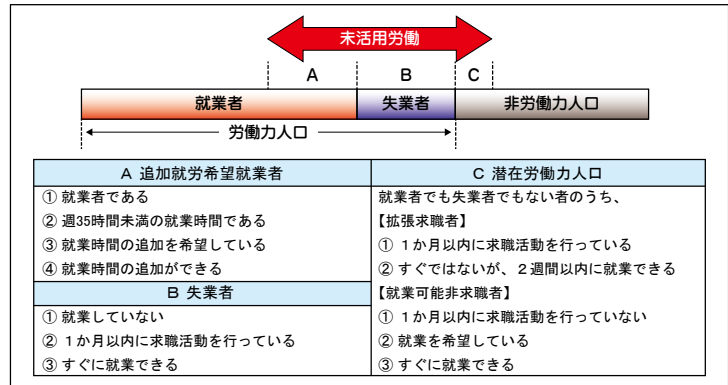 未活用労働
A B C
就業者 失業者 非労働力人口
労働力人口
A 追加就労希望就業者
① 就業者である
② 週35時間未満の就業時間である
③ 就業時間の追加を希望している
④ 就業時間の追加ができる
B 失業者
① 就業していない
② 1か月以内に求職活動を行っている
③ すぐに就業できる
C 潜在労働力人口
就業者でも失業者でもない者のうち、
【拡張求職者】
① 1か月以内に求職活動を行っている
② すぐではないが、2週間以内に就業できる
【就業可能非求職者】
① 1か月以内に求職活動を行っていない
② 就業を希望している
③ すぐに就業できる